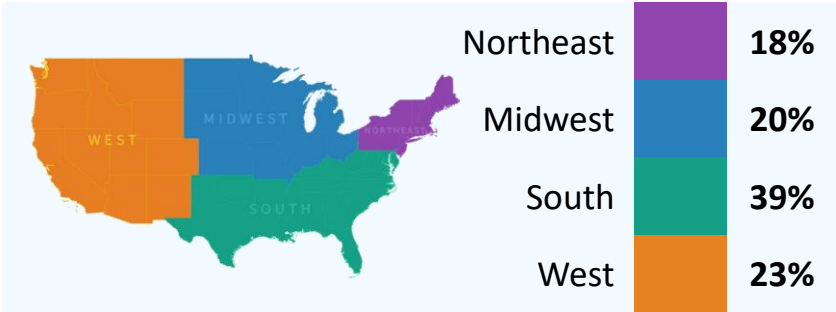 WEST
MIDWEST
NORTHEAST
SOUTH
Northeast 18%
Midwest 20%
South 39%
West 23%